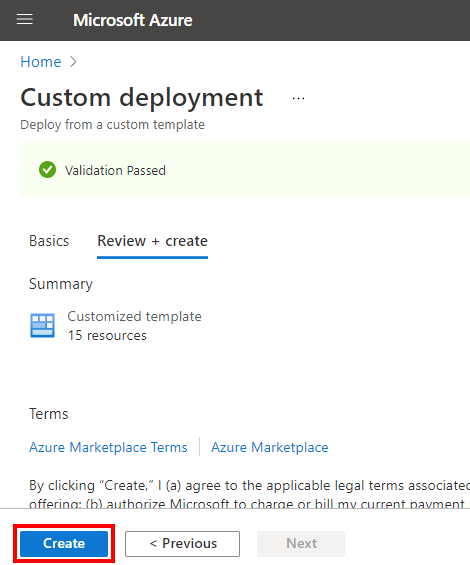 Microsoft Azure
Home
Custom deployment ...
Deploy from a custom template
Validation Passed
Basics Review + create
Summary
Customized template
15 resources
Terms
Azure Marketplace Terms Azure Marketplace
By clicking “Create,” I (a) agree to the applicable legal terms associated
offering; (b) authorize Microsoft to charge or bill my current payment
Create < Previous Next